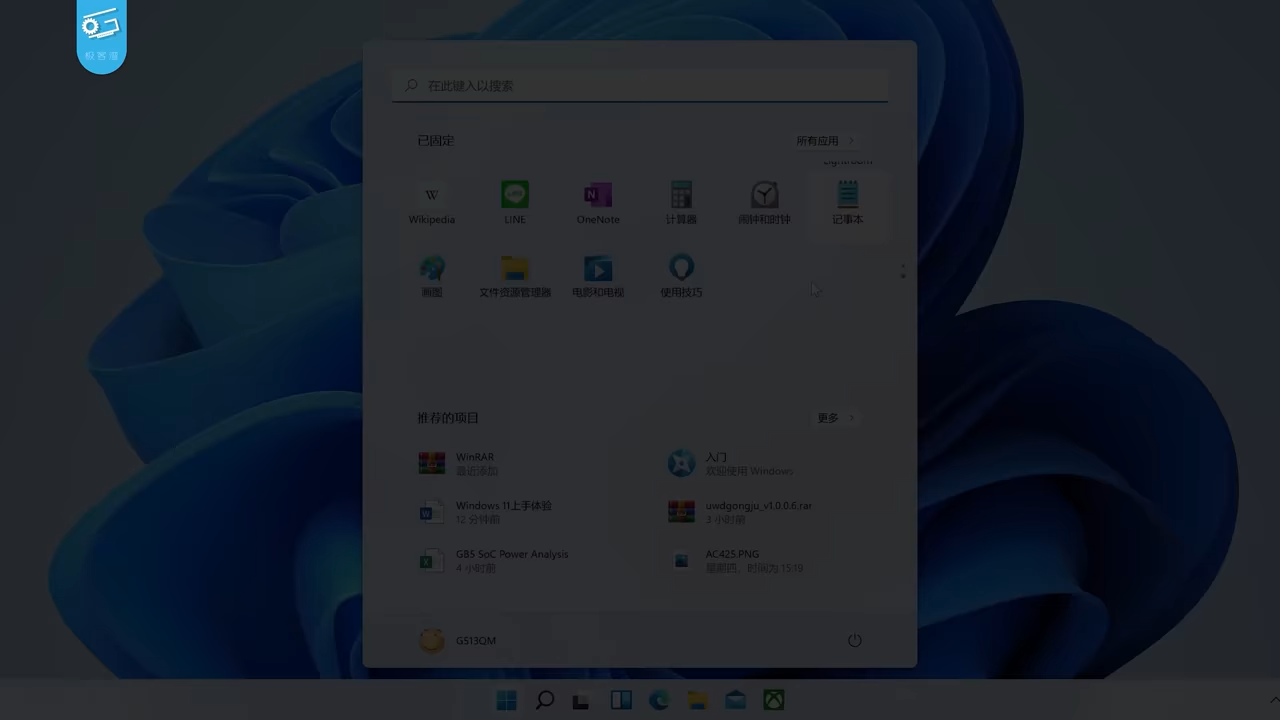 极客湾
在此键入以搜索
已固定
所有应用
Lightroom
Wikipedia
LINE
OneNote
计算器
闹钟和时钟
记事本
画图
文件资源管理器
电影和电视
使用技巧
推荐的项目
更多
WinRAR
最近添加
入门
欢迎使用 Windows
Windows 11上手体验
12 分钟前
uwdgongju_v1.0.0.6.rar
3 小时前
GB5 SoC Power Analysis
4 小时前
AC425.PNG
星期四，时间为 15:19
GS13QM